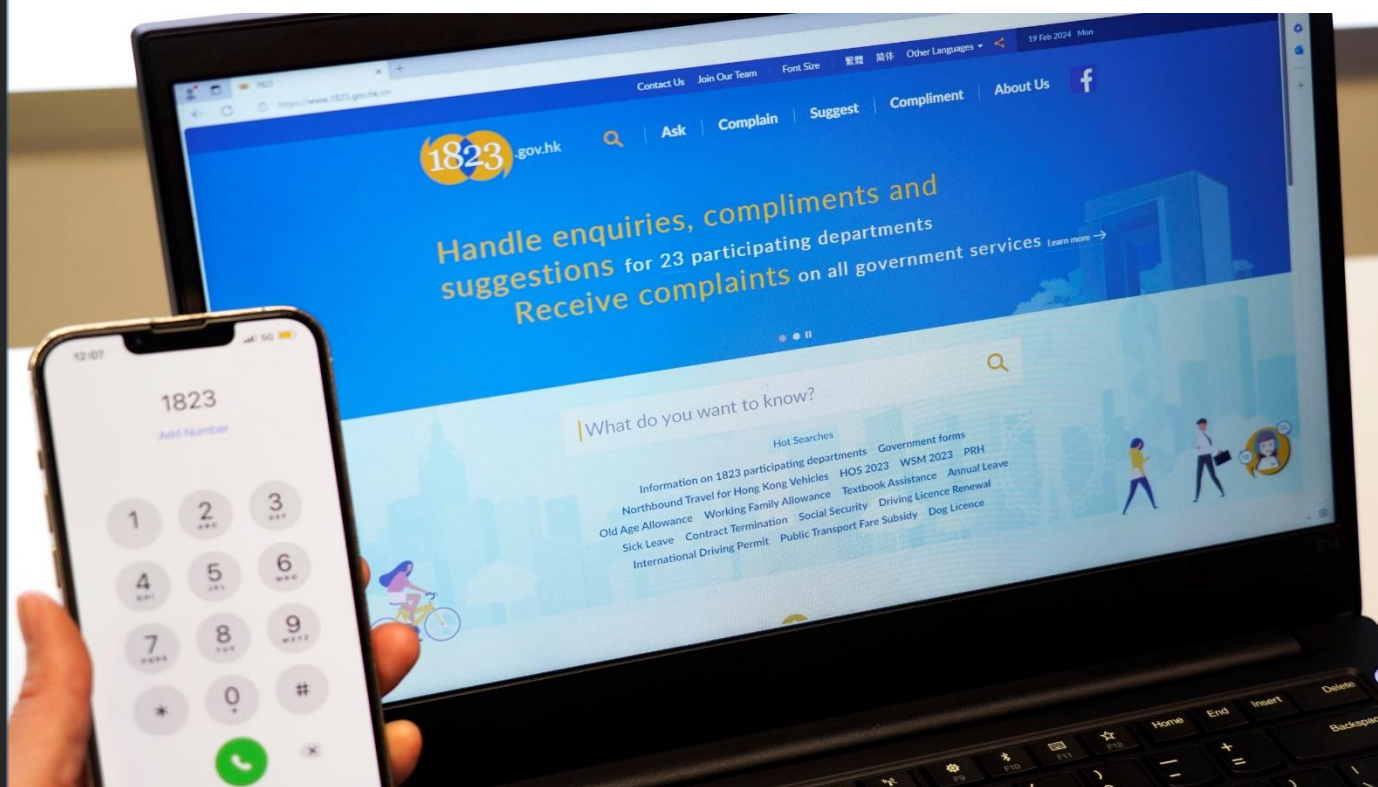 1823
https://www.1823.gov.hk/en
Contact Us Join Our Team Font Size 繁體 简体 Other Languages 19 Feb 2024 Mon
1823 .gov.hk Ask Complain Suggest Compliment About Us f
Handle enquiries, compliments and
suggestions for 23 participating departments
Receive complaints on all government services Learn more →
What do you want to know?
Hot Searches
Information on 1823 participating departments Government forms
Northbound Travel for Hong Kong Vehicles HOS 2023 WSM 2023 PRH
Old Age Allowance Working Family Allowance Textbook Assistance Annual Leave
Sick Leave Contract Termination Social Security Driving Licence Renewal
International Driving Permit Public Transport Fare Subsidy Dog Licence
12:07 5G
1823
Add Number
1 2 3
ABC DEF
4 5 6
GHI JKL MNO
7 8 9
PQRS TUV WXYZ
* 0 #
+
F9 F10 F11 F12 Home End Insert Delete
+ Backspac
- =